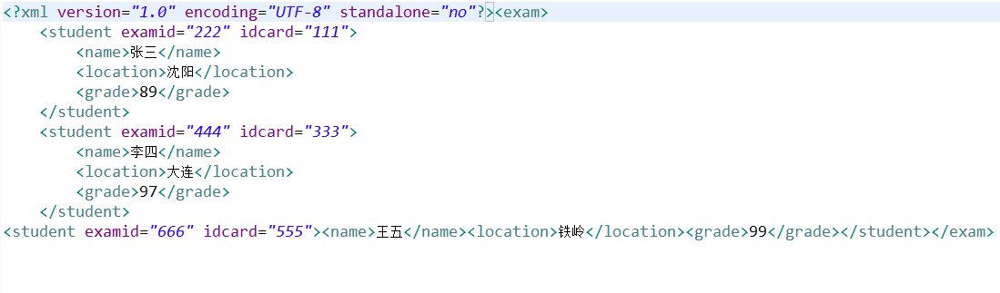 <?xml version="1.0" encoding="UTF-8" standalone="no"?><exam>
    <student examid="222" idcard="111">
        <name>张三</name>
        <location>沈阳</location>
        <grade>89</grade>
    </student>
    <student examid="444" idcard="333">
        <name>李四</name>
        <location>大连</location>
        <grade>97</grade>
    </student>
<student examid="666" idcard="555"><name>王五</name><location>铁岭</location><grade>99</grade></student></exam>